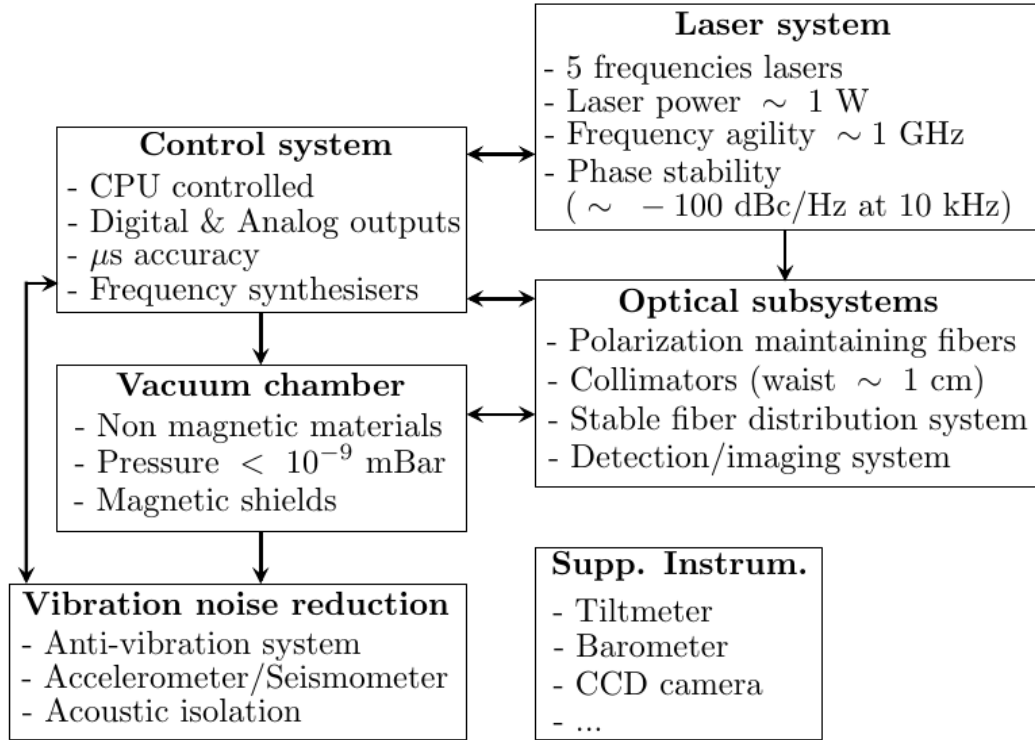 Laser system
- 5 frequencies lasers
- Laser power ∼ 1 W
- Frequency agility ∼ 1 GHz
- Phase stability
( ∼ − 100 dBc/Hz at 10 kHz)
Control system
- CPU controlled
- Digital & Analog outputs
- μs accuracy
- Frequency synthesisers
Optical subsystems
- Polarization maintaining fibers
- Collimators (waist ∼ 1 cm)
- Stable fiber distribution system
- Detection/imaging system
Vacuum chamber
- Non magnetic materials
- Pressure < 10⁻⁹ mBar
- Magnetic shields
Vibration noise reduction
- Anti-vibration system
- Accelerometer/Seismometer
- Acoustic isolation
Supp. Instrum.
- Tiltmeter
- Barometer
- CCD camera
- ...